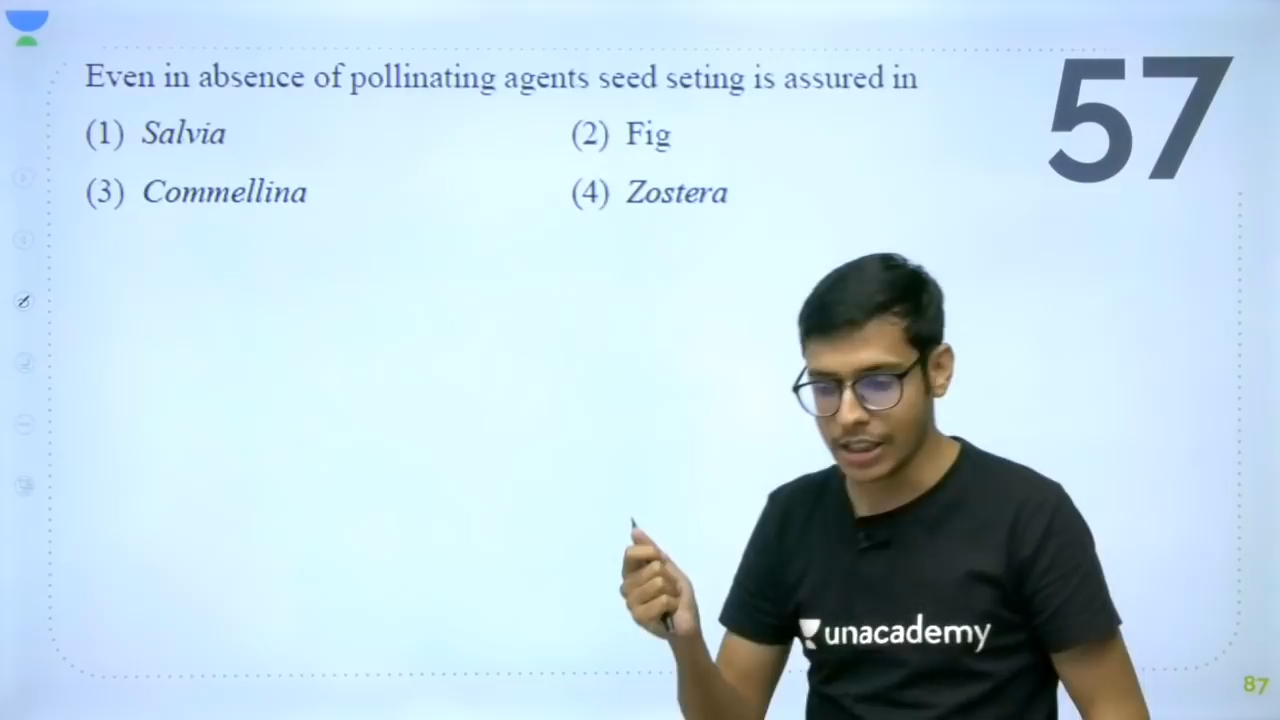 Even in absence of pollinating agents seed seting is assured in
57
(1) Salvia
(2) Fig
(3) Commellina
(4) Zostera
unacademy
87